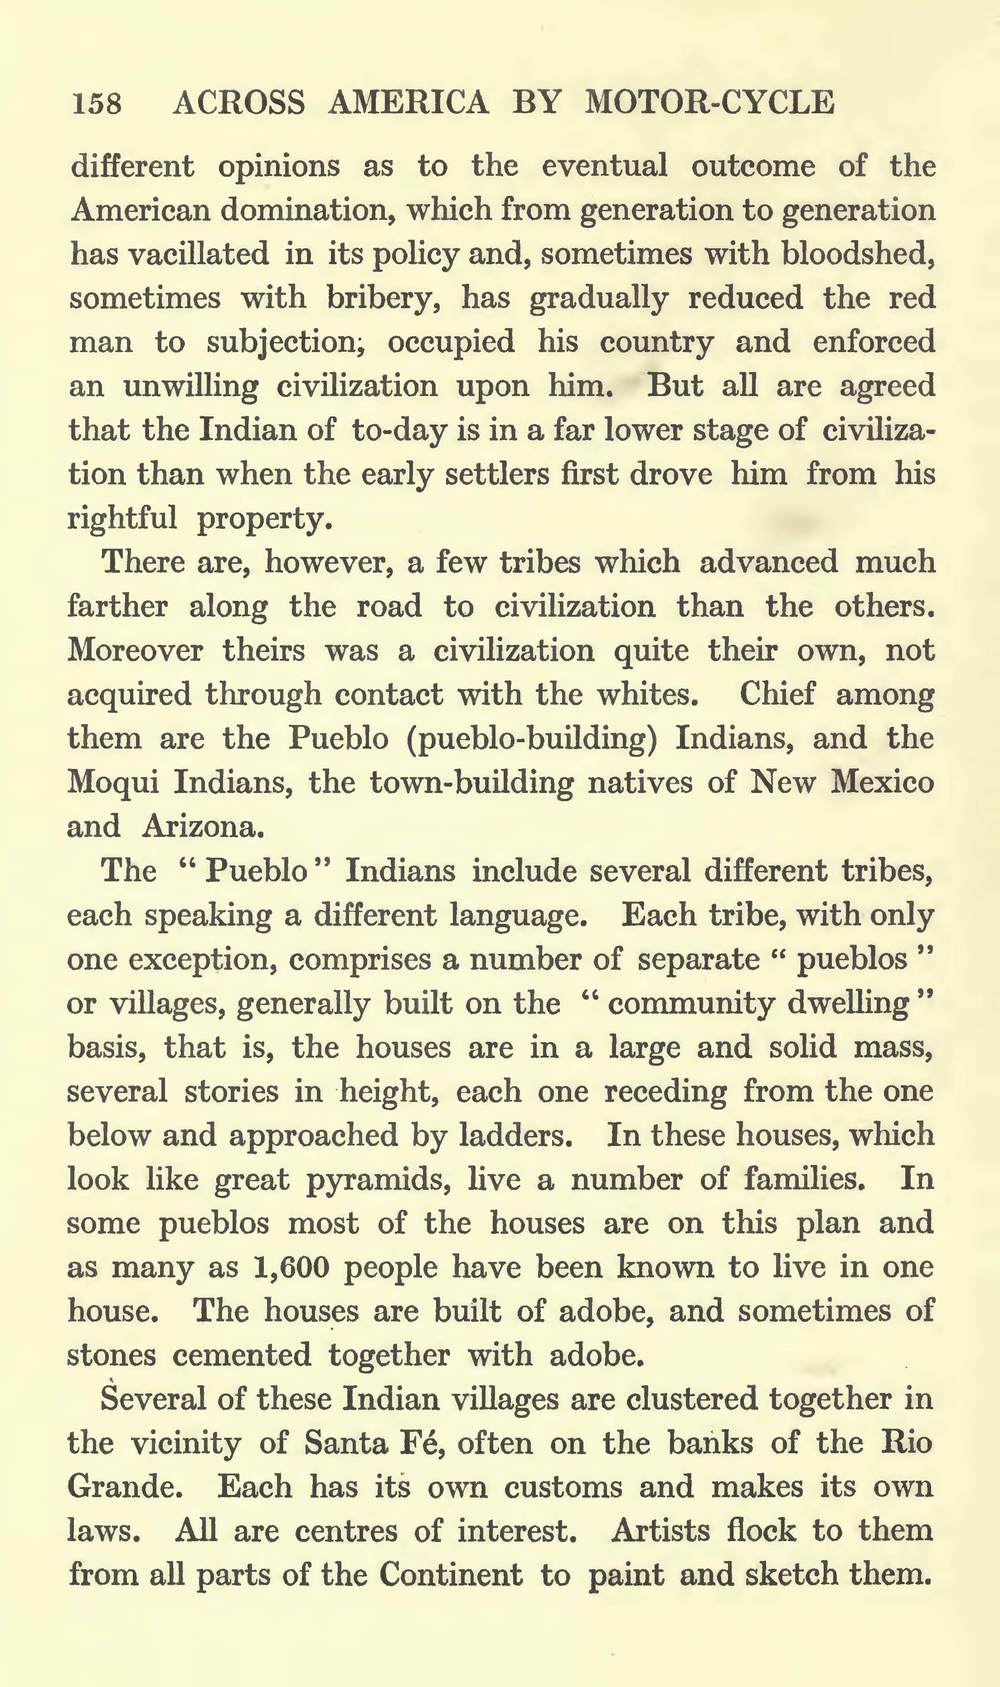 158 ACROSS AMERICA BY MOTOR-CYCLE
different opinions as to the eventual outcome of the
American domination, which from generation to generation
has vacillated in its policy and, sometimes with bloodshed,
sometimes with bribery, has gradually reduced the red
man to subjection; occupied his country and enforced
an unwilling civilization upon him. But all are agreed
that the Indian of to-day is in a far lower stage of civiliza-
tion than when the early settlers first drove him from his
rightful property.
There are, however, a few tribes which advanced much
farther along the road to civilization than the others.
Moreover theirs was a civilization quite their own, not
acquired through contact with the whites. Chief among
them are the Pueblo (pueblo-building) Indians, and the
Moqui Indians, the town-building natives of New Mexico
and Arizona.
The “ Pueblo ” Indians include several different tribes,
each speaking a different language. Each tribe, with only
one exception, comprises a number of separate “ pueblos ”
or villages, generally built on the “ community dwelling ”
basis, that is, the houses are in a large and solid mass,
several stories in height, each one receding from the one
below and approached by ladders. In these houses, which
look like great pyramids, live a number of families. In
some pueblos most of the houses are on this plan and
as many as 1,600 people have been known to live in one
house. The houses are built of adobe, and sometimes of
stones cemented together with adobe.
Several of these Indian villages are clustered together in
the vicinity of Santa Fé, often on the banks of the Rio
Grande. Each has its own customs and makes its own
laws. All are centres of interest. Artists flock to them
from all parts of the Continent to paint and sketch them.